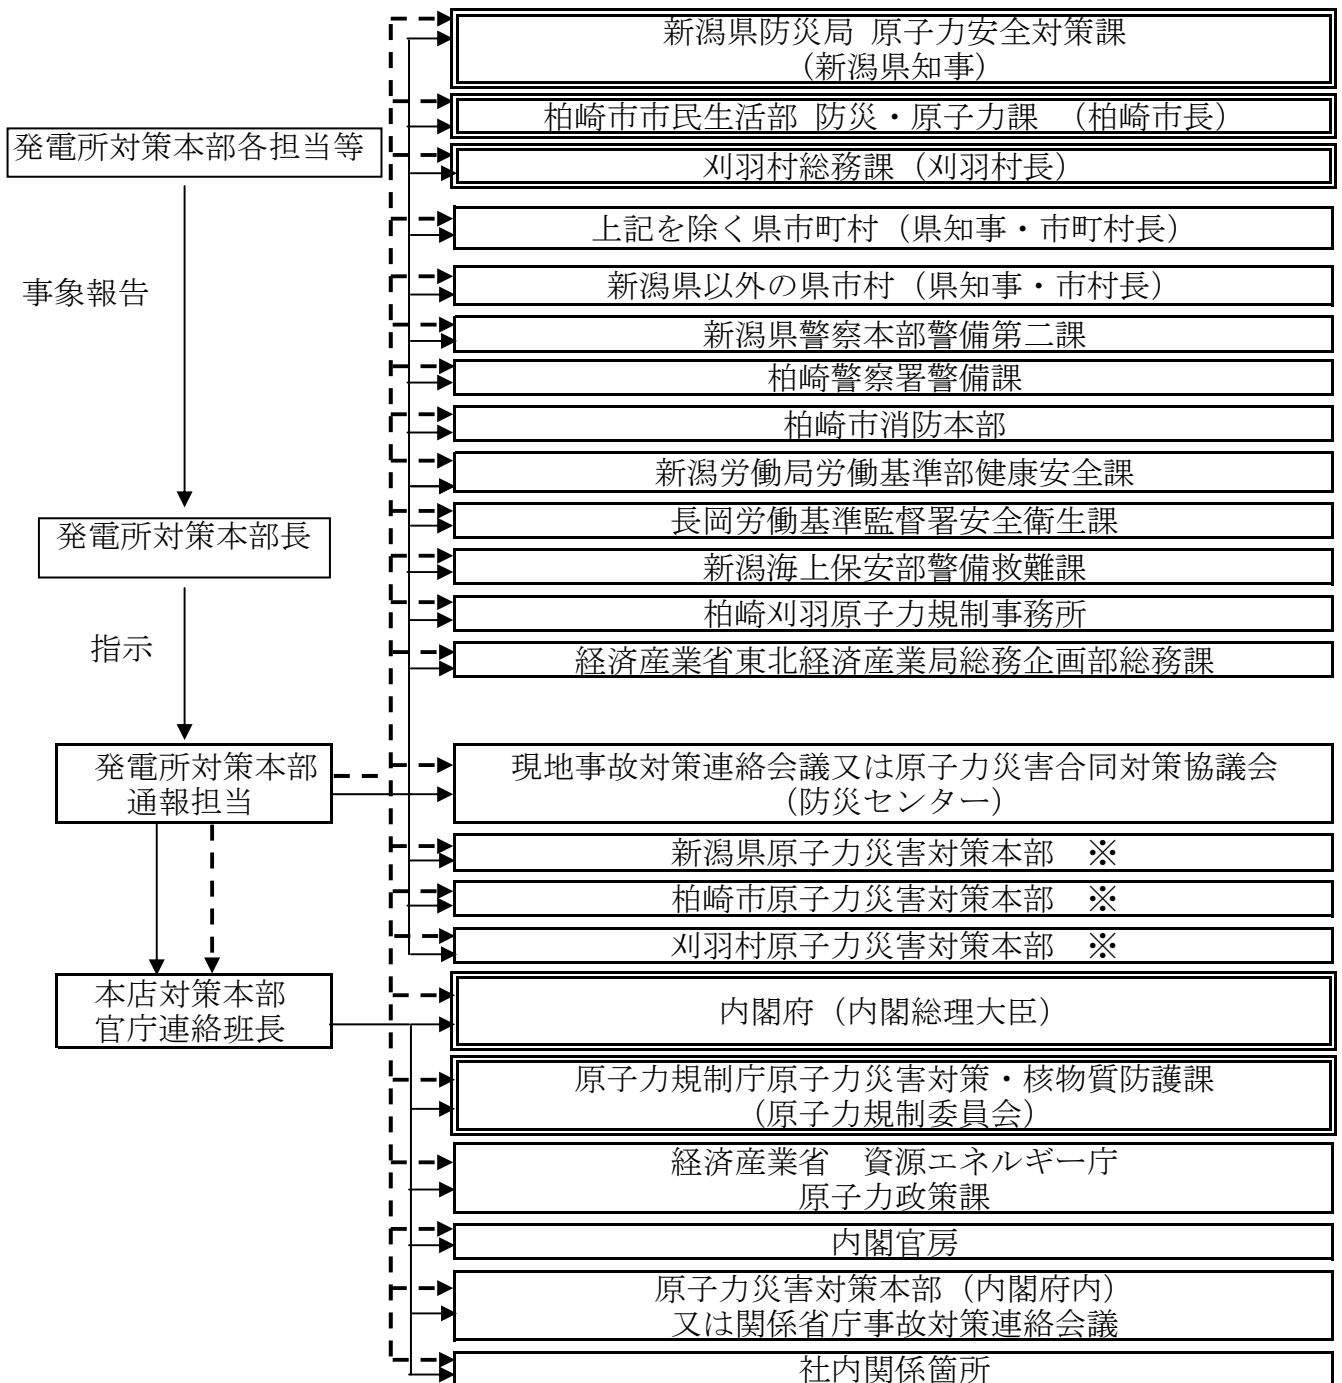 発電所対策本部各担当等
事象報告
発電所対策本部長
指示
発電所対策本部
通報担当
本店対策本部
官庁連絡班長
新潟県防災局 原子力安全対策課
（新潟県知事）
柏崎市市民生活部 防災・原子力課 （柏崎市長）
刈羽村総務課（刈羽村長）
上記を除く県市町村（県知事・市町村長）
新潟県以外の県市村（県知事・市村長）
新潟県警察本部警備第二課
柏崎警察署警備課
柏崎市消防本部
新潟労働局労働基準部健康安全課
長岡労働基準監督署安全衛生課
新潟海上保安部警備救難課
柏崎刈羽原子力規制事務所
経済産業省東北経済産業局総務企画部総務課
現地事故対策連絡会議又は原子力災害合同対策協議会
（防災センター）
新潟県原子力災害対策本部　※
柏崎市原子力災害対策本部　※
刈羽村原子力災害対策本部　※
内閣府（内閣総理大臣）
原子力規制庁原子力災害対策・核物質防護課
（原子力規制委員会）
経済産業省　資源エネルギー庁
原子力政策課
内閣官房
原子力災害対策本部（内閣府内）
又は関係省庁事故対策連絡会議
社内関係箇所